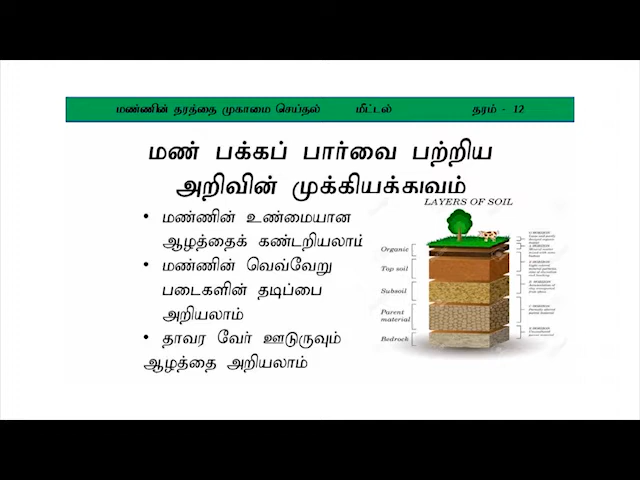 மண்ணின் தரத்தை முகாமை செய்தல் மீட்டல் தரம் - 12
மண் பக்கப் பார்வை பற்றிய
அறிவின் முக்கியத்துவம்
• மண்ணின் உண்மையான
ஆழத்தைக் கண்டறியலாம்
• மண்ணின் வெவ்வேறு
படைகளின் தடிப்பை
அறியலாம்
• தாவர வேர் ஊடுருவும்
ஆழத்தை அறியலாம்
LAYERS OF SOIL
Organic
Top soil
Subsoil
Parent
material
Bedrock